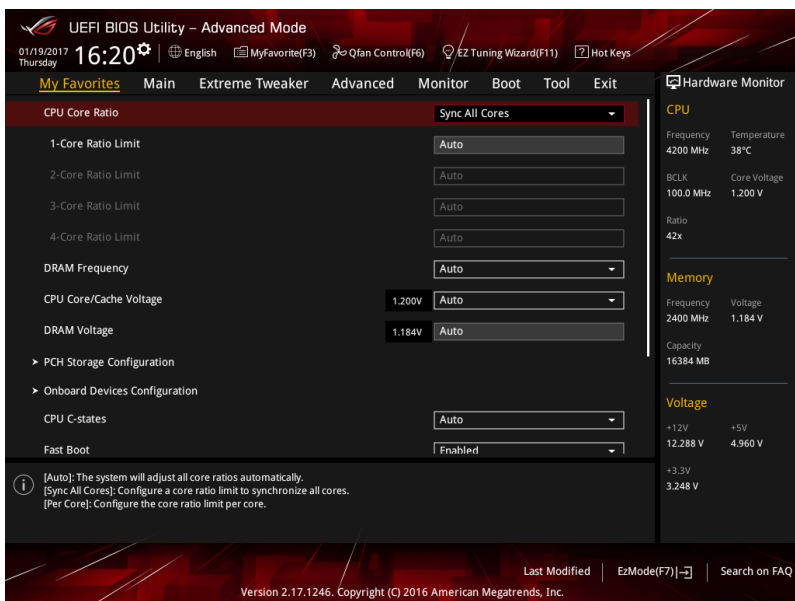 UEFI BIOS Utility – Advanced Mode
01/19/2017 Thursday 16:20 English MyFavorite(F3) Qfan Control(F6) EZ Tuning Wizard(F11) ? Hot Keys
My Favorites Main Extreme Tweaker Advanced Monitor Boot Tool Exit
CPU Core Ratio Sync All Cores
1-Core Ratio Limit Auto
2-Core Ratio Limit Auto
3-Core Ratio Limit Auto
4-Core Ratio Limit Auto
DRAM Frequency Auto
CPU Core/Cache Voltage 1.200V Auto
DRAM Voltage 1.184V Auto
PCH Storage Configuration
Onboard Devices Configuration
CPU C-states Auto
Fast Boot Enabled
[Auto]: The system will adjust all core ratios automatically.
[Sync All Cores]: Configure a core ratio limit to synchronize all cores.
[Per Core]: Configure the core ratio limit per core.
Hardware Monitor
CPU
Frequency Temperature
4200 MHz 38°C
BCLK Core Voltage
100.0 MHz 1.200 V
Ratio
42x
Memory
Frequency Voltage
2400 MHz 1.184 V
Capacity
16384 MB
Voltage
+12V +5V
12.288 V 4.960 V
+3.3V
3.248 V
Last Modified EzMode(F7) Search on FAQ
Version 2.17.1246. Copyright (C) 2016 American Megatrends, Inc.